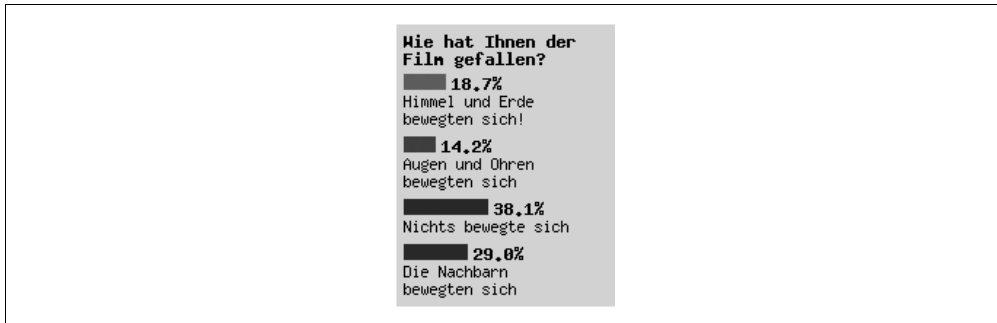 Wie hat Ihnen der
Film gefallen?
18.7%
Himmel und Erde
bewegten sich!
14.2%
Augen und Ohren
bewegten sich
38.1%
Nichts bewegte sich
29.0%
Die Nachbarn
bewegten sich